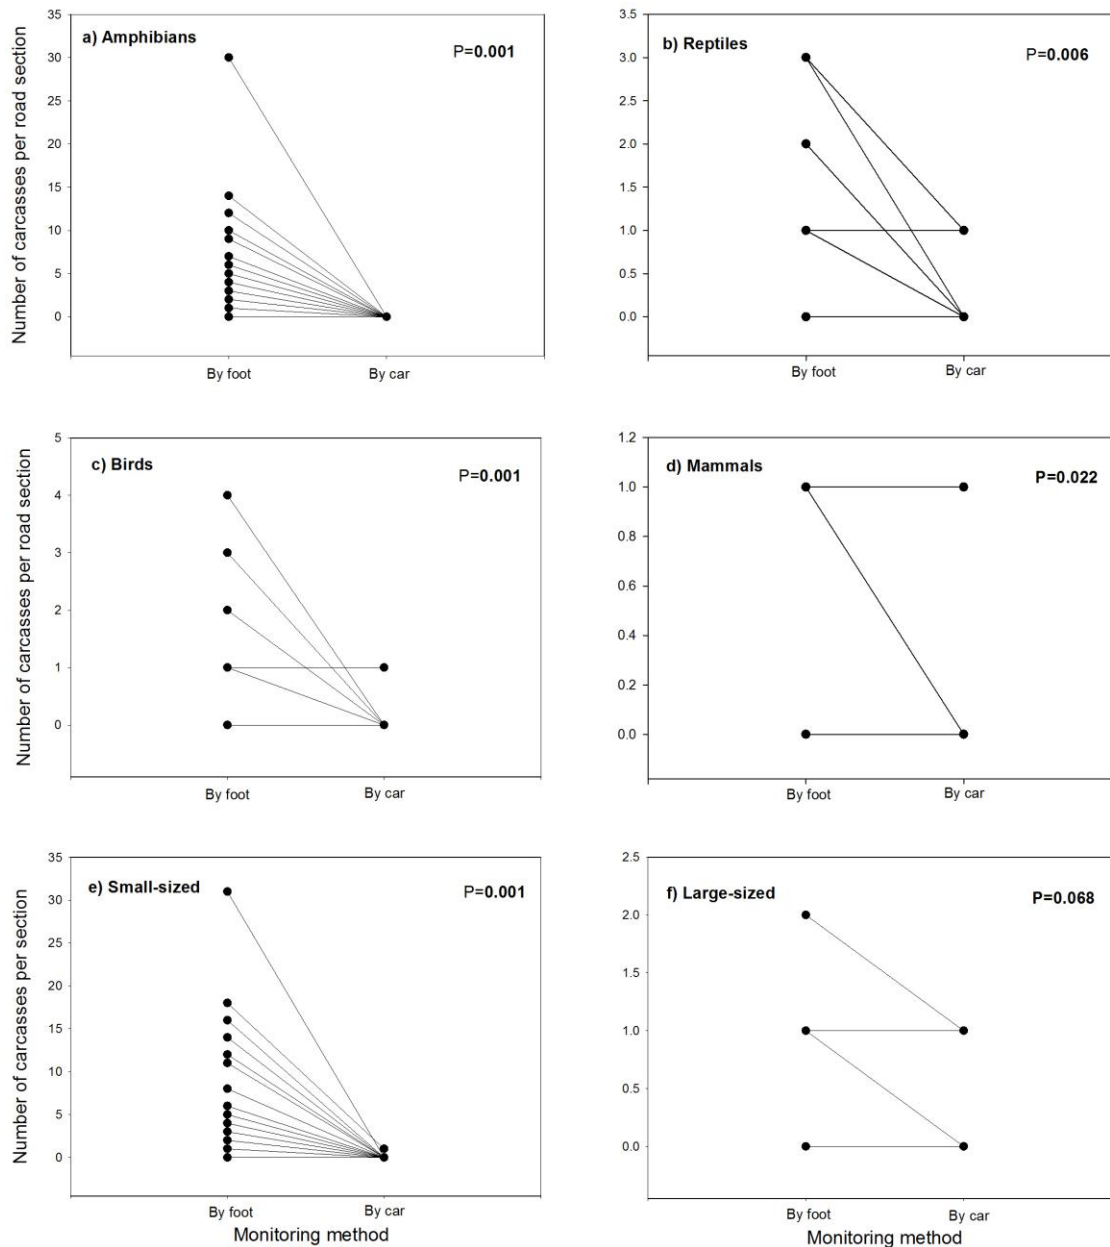 a) Amphibians
P=0.001
Number of carcasses per road section
35
30
25
20
15
10
5
0
By foot
By car
b) Reptiles
P=0.006
3.5
3.0
2.5
2.0
1.5
1.0
0.5
0.0
By foot
By car
c) Birds
P=0.001
Number of carcasses per road section
5
4
3
2
1
0
By foot
By car
d) Mammals
P=0.022
1.2
1.0
0.8
0.6
0.4
0.2
0.0
By foot
By car
e) Small-sized
P=0.001
Number of carcasses per section
35
30
25
20
15
10
5
0
By foot
By car
Monitoring method
f) Large-sized
P=0.068
2.5
2.0
1.5
1.0
0.5
0.0
By foot
By car
Monitoring method